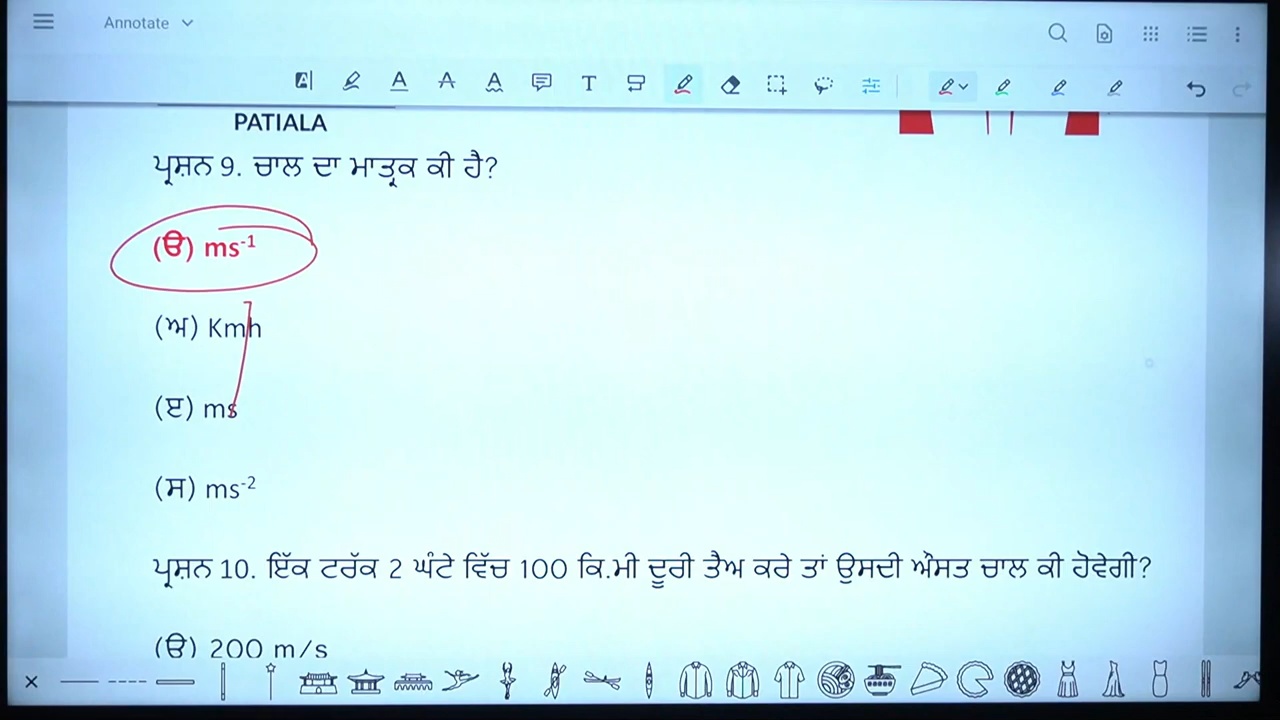 Annotate
PATIALA
ਪ੍ਰਸ਼ਨ 9. ਚਾਲ ਦਾ ਮਾਤ੍ਰਕ ਕੀ ਹੈ?
(ੳ) ms⁻¹
(ਅ) Kmh
(ੲ) ms
(ਸ) ms⁻²
ਪ੍ਰਸ਼ਨ 10. ਇੱਕ ਟਰੱਕ 2 ਘੰਟੇ ਵਿੱਚ 100 ਕਿ.ਮੀ ਦੂਰੀ ਤੈਅ ਕਰੇ ਤਾਂ ਉਸਦੀ ਔਸਤ ਚਾਲ ਕੀ ਹੋਵੇਗੀ?
(ੳ) 200 m/s